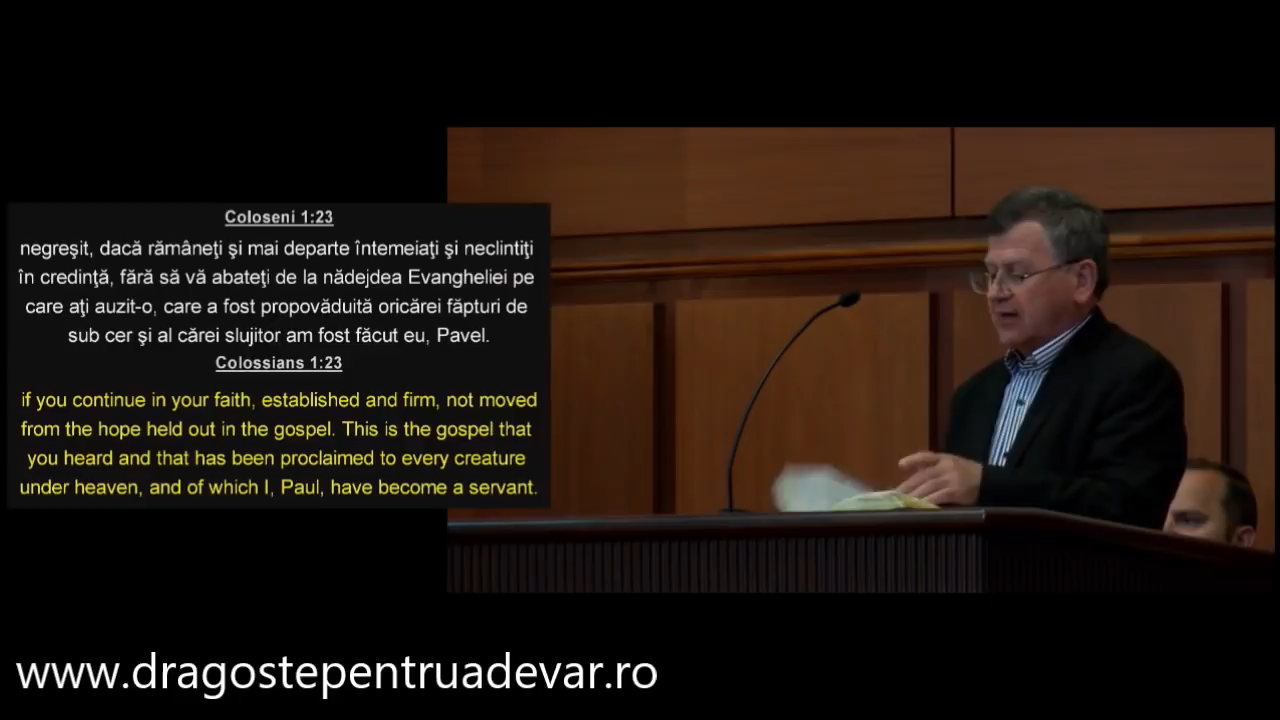 Coloseni 1:23
negreşit, dacă rămâneţi şi mai departe întemeiaţi şi neclintiţi
în credinţă, fără să vă abateţi de la nădejdea Evangheliei pe
care aţi auzit-o, care a fost propovăduită oricărei făpturi de
sub cer şi al cărei slujitor am fost făcut eu, Pavel.
Colossians 1:23
if you continue in your faith, established and firm, not moved
from the hope held out in the gospel. This is the gospel that
you heard and that has been proclaimed to every creature
under heaven, and of which I, Paul, have become a servant.
www.dragostepentruadevar.ro